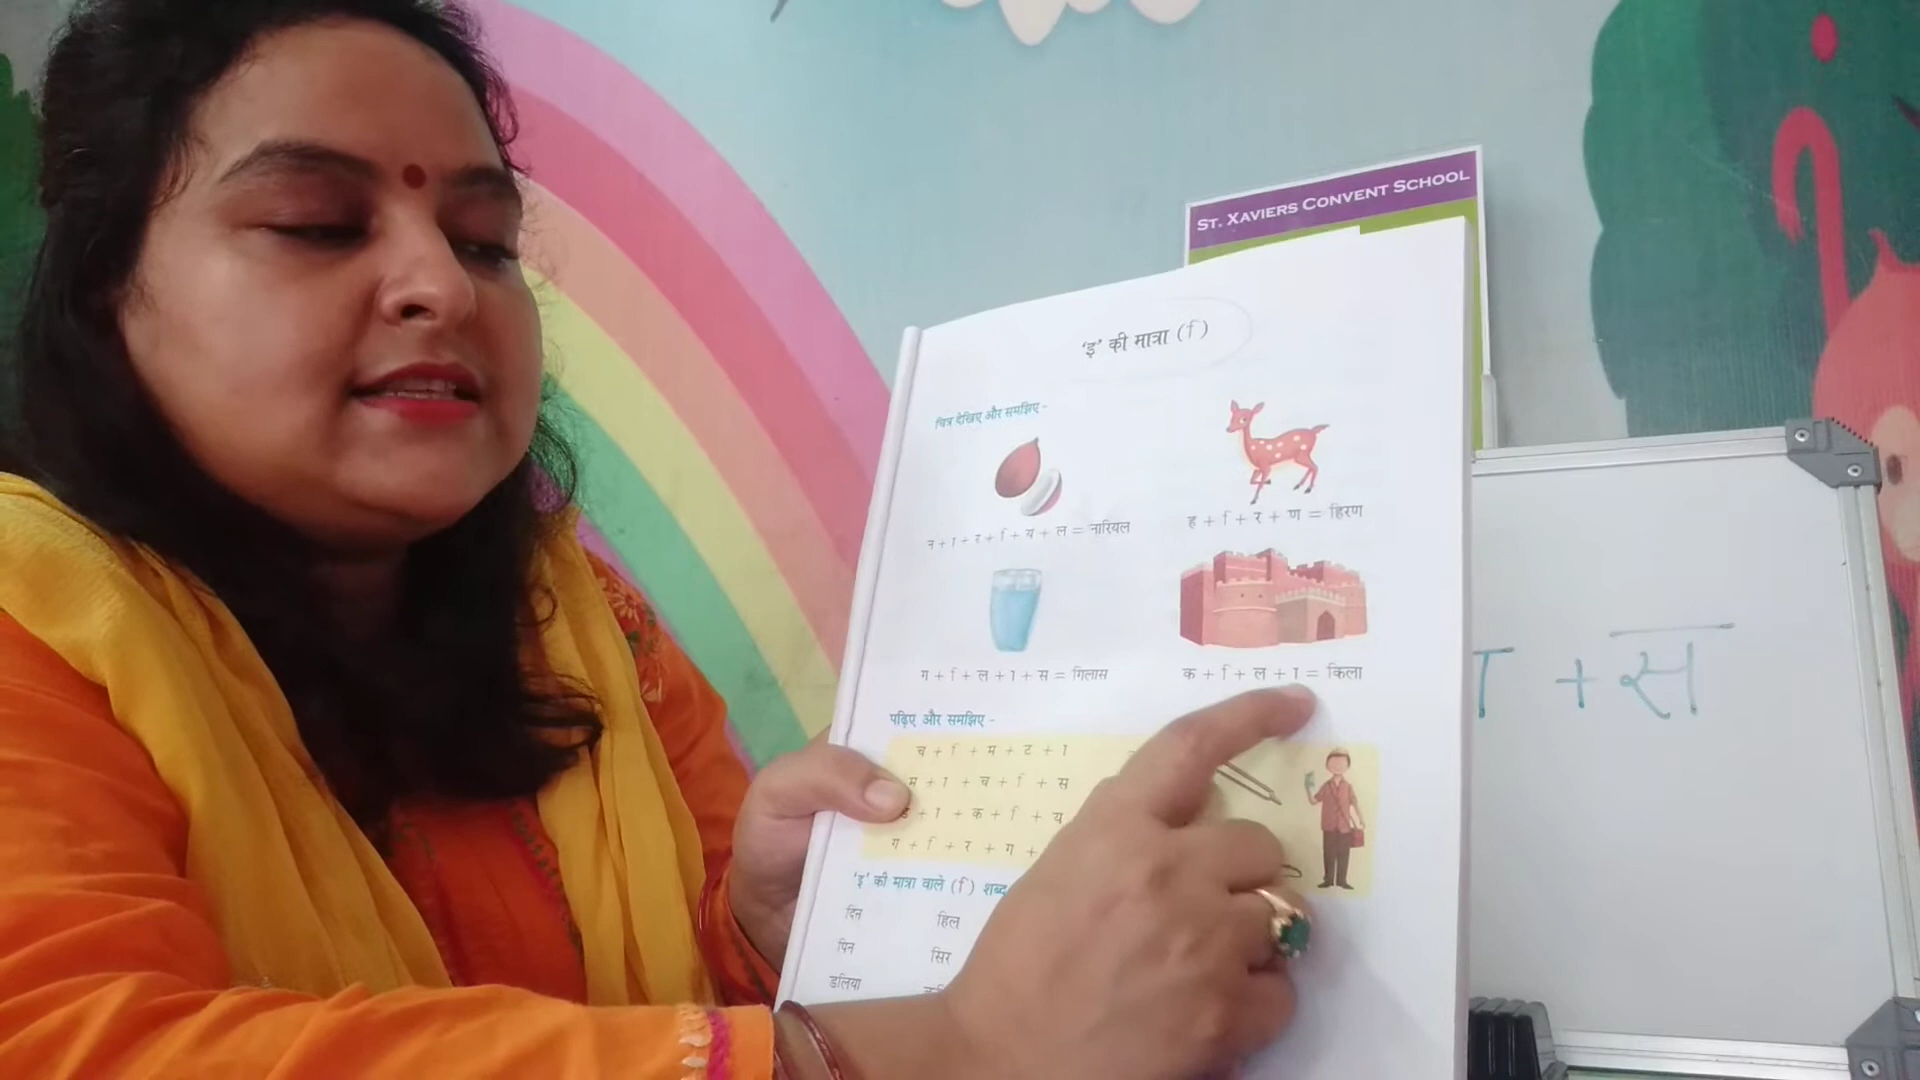 ST. XAVIERS CONVENT SCHOOL
'इ' की मात्रा (ि)
चित्र देखिए और समझिए -
न + ा + र + ि + य + ल = नारियल
ह + ि + र + ण = हिरण
ग + ि + ल + ा + स = गिलास
क + ि + ल + ा = किला
पढ़िए और समझिए -
च + ि + म + ट + ा
म + ा + च + ि + स
ड + ा + क + ि + य
ग + ि + र + ग +
'इ' की मात्रा वाले (ि) शब्द
दिन हिल
पिन सिर
डलिया
ा + स